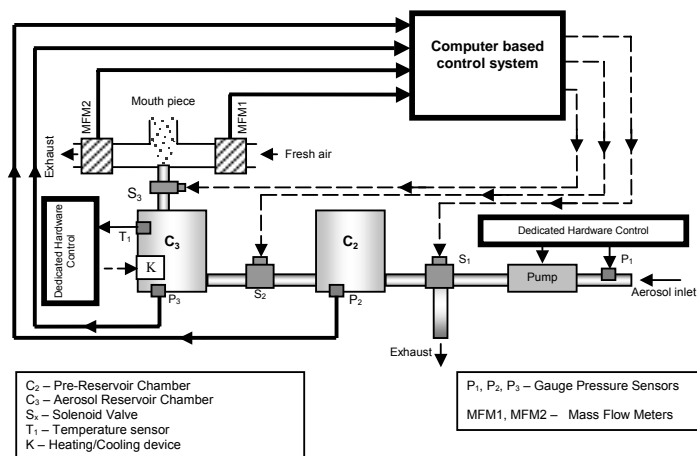 Computer based
control system
MFM2
Mouth piece
MFM1
Exhaust
Fresh air
S3
Dedicated Hardware
Control
T1
C3
K
P3
S2
C2
P2
S1
Dedicated Hardware Control
P1
Pump
Aerosol inlet
Exhaust
C2 – Pre-Reservoir Chamber
C3 – Aerosol Reservoir Chamber
Sx – Solenoid Valve
T1 – Temperature sensor
K – Heating/Cooling device
P1, P2, P3 – Gauge Pressure Sensors
MFM1, MFM2 – Mass Flow Meters